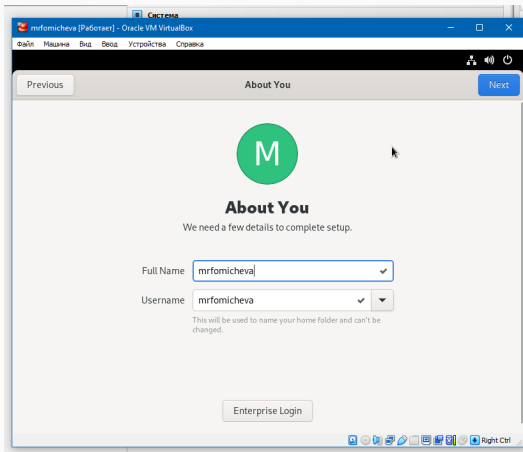 Система
mrfomicheva [Работает] - Oracle VM VirtualBox
Файл Машина Вид Ввод Устройства Справка
Previous About You Next
M
About You
We need a few details to complete setup.
Full Name mrfomicheva
Username mrfomicheva
This will be used to name your home folder and can't be
changed.
Enterprise Login
Right Ctrl